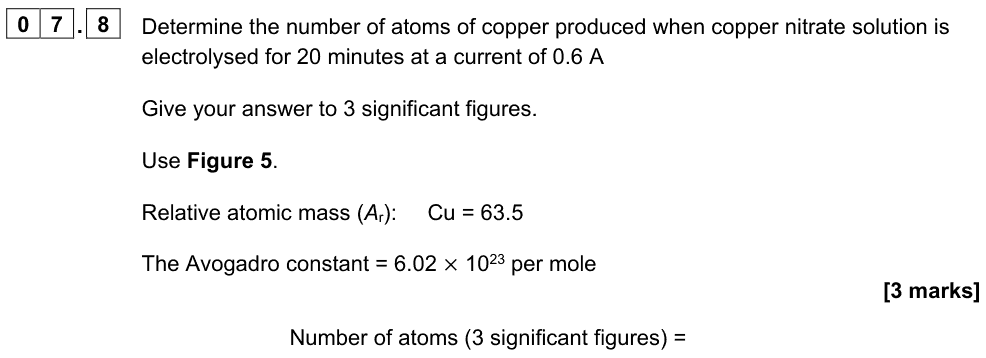 0 7 . 8 Determine the number of atoms of copper produced when copper nitrate solution is
electrolysed for 20 minutes at a current of 0.6 A
Give your answer to 3 significant figures.
Use Figure 5.
Relative atomic mass (Aᵣ): Cu = 63.5
The Avogadro constant = 6.02 × 10²³ per mole
[3 marks]
Number of atoms (3 significant figures) =